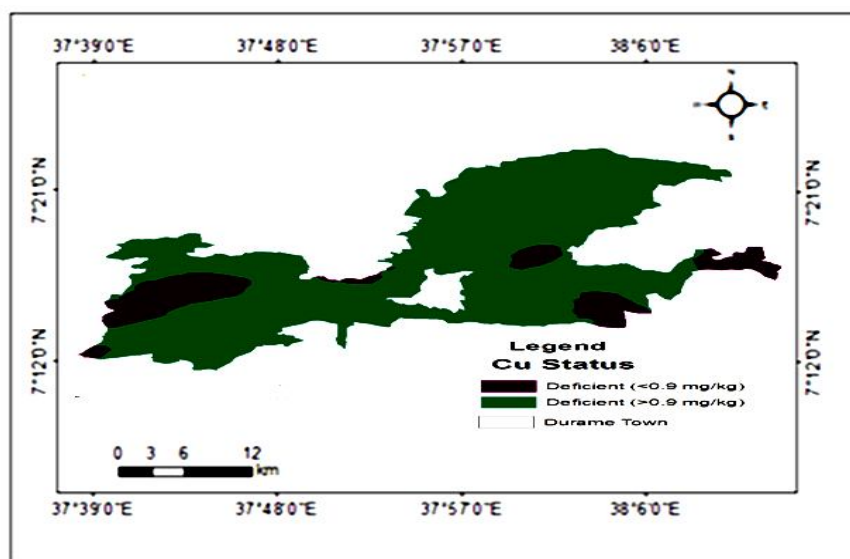 37°39'0"E 37°48'0"E 37°57'0"E 38°6'0"E
7°21'0"N 7°21'0"N
7°12'0"N 7°12'0"N
Legend
Cu Status
Deficient (<0.9 mg/kg)
Deficient (>0.9 mg/kg)
Durame Town
0 3 6 12
km
37°39'0"E 37°48'0"E 37°57'0"E 38°6'0"E